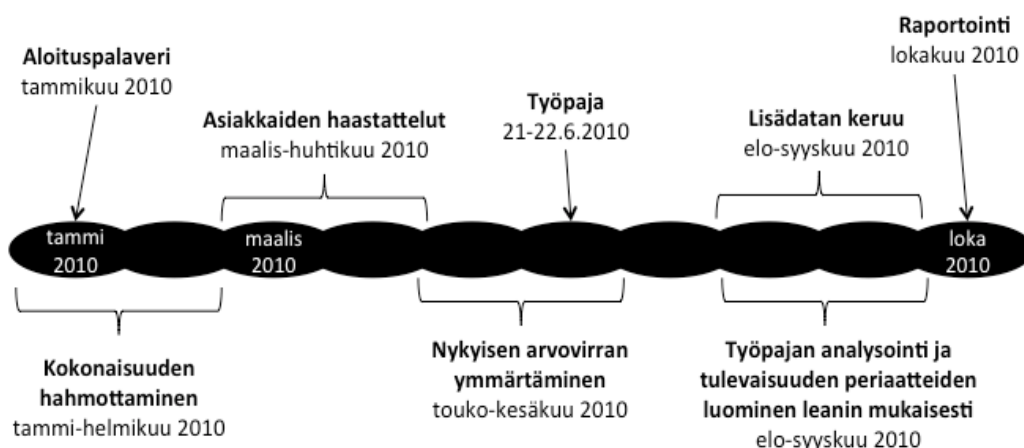 Aloituspalaveri
tammikuu 2010
Asiakkaiden haastattelut
maalis-huhtikuu 2010
Työpaja
21-22.6.2010
Lisädatan keruu
elo-syyskuu 2010
Raportointi
lokakuu 2010
tammi
2010
maalis
2010
loka
2010
Kokonaisuuden
hahmottaminen
tammi-helmikuu 2010
Nykyisen arvovirran
ymmärtäminen
touko-kesäkuu 2010
Työpajan analysointi ja
tulevaisuuden periaatteiden
luominen leanin mukaisesti
elo-syyskuu 2010